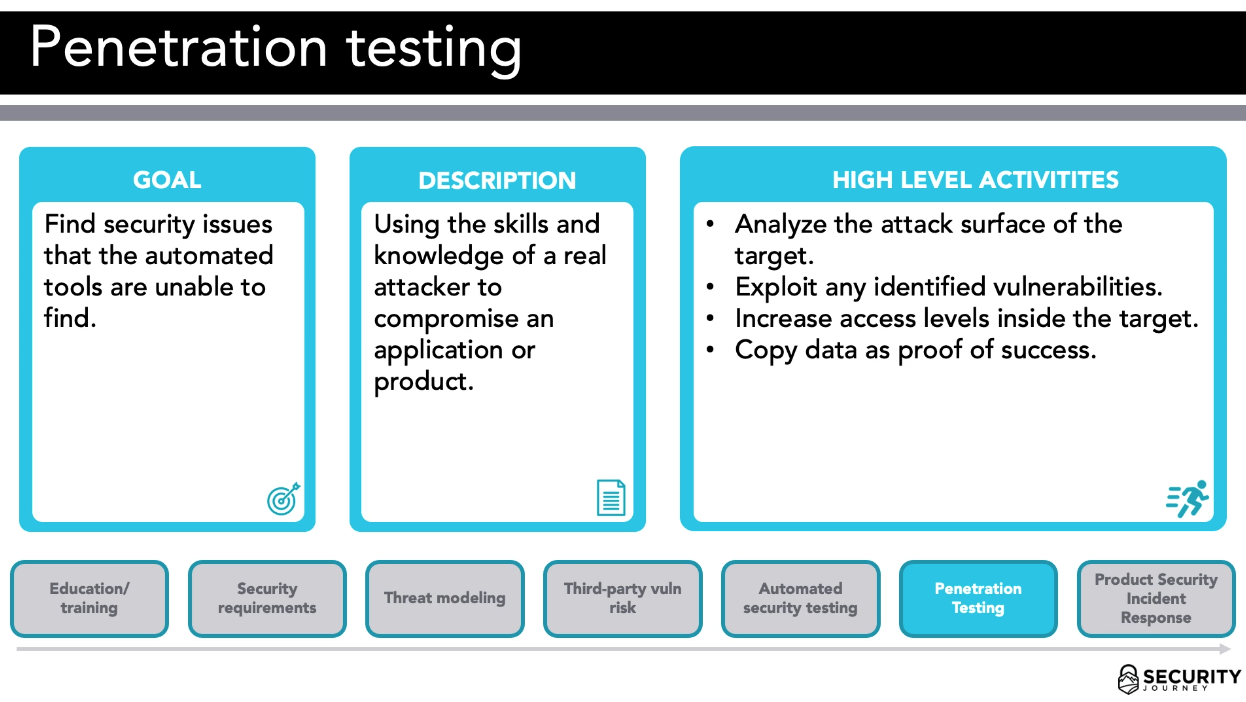 Penetration testing
GOAL
Find security issues
that the automated
tools are unable to
find.
DESCRIPTION
Using the skills and
knowledge of a real
attacker to
compromise an
application or
product.
HIGH LEVEL ACTIVITITES
• Analyze the attack surface of the
target.
• Exploit any identified vulnerabilities.
• Increase access levels inside the target.
• Copy data as proof of success.
Education/
training
Security
requirements
Threat modeling
Third-party vuln
risk
Automated
security testing
Penetration
Testing
Product Security
Incident
Response
SECURITY
JOURNEY